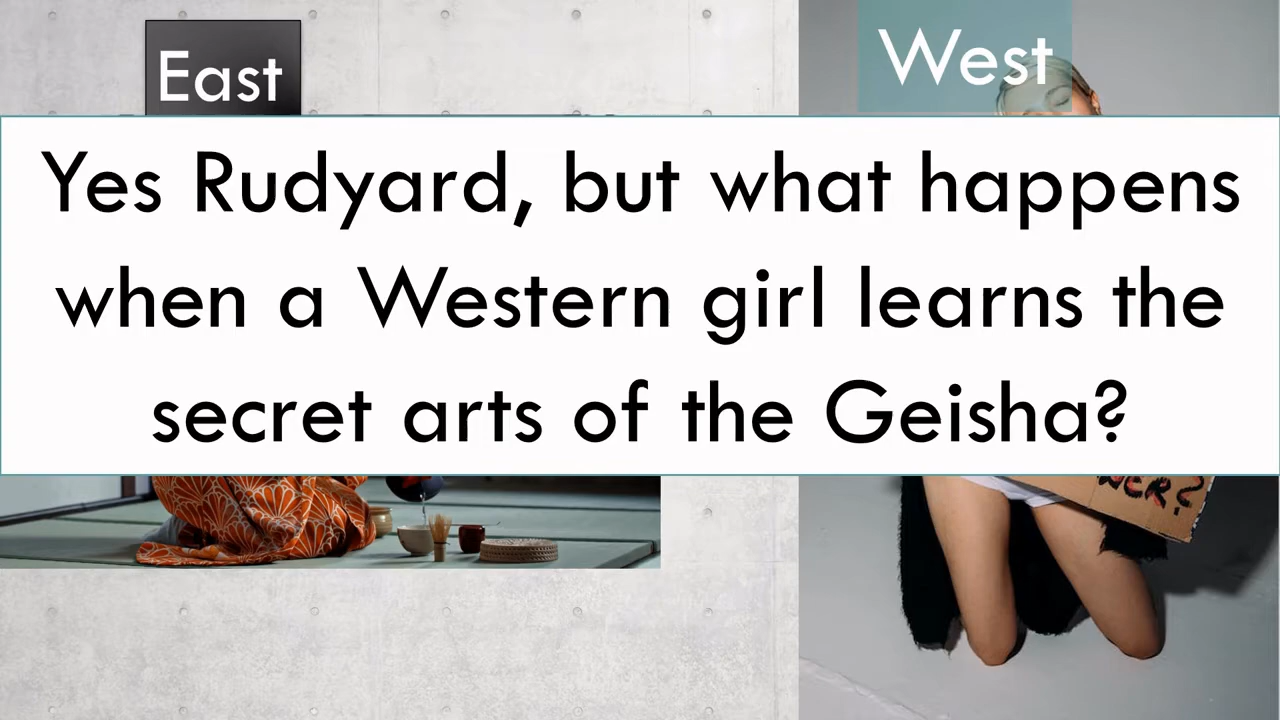 East
West
Yes Rudyard, but what happens
when a Western girl learns the
secret arts of the Geisha?